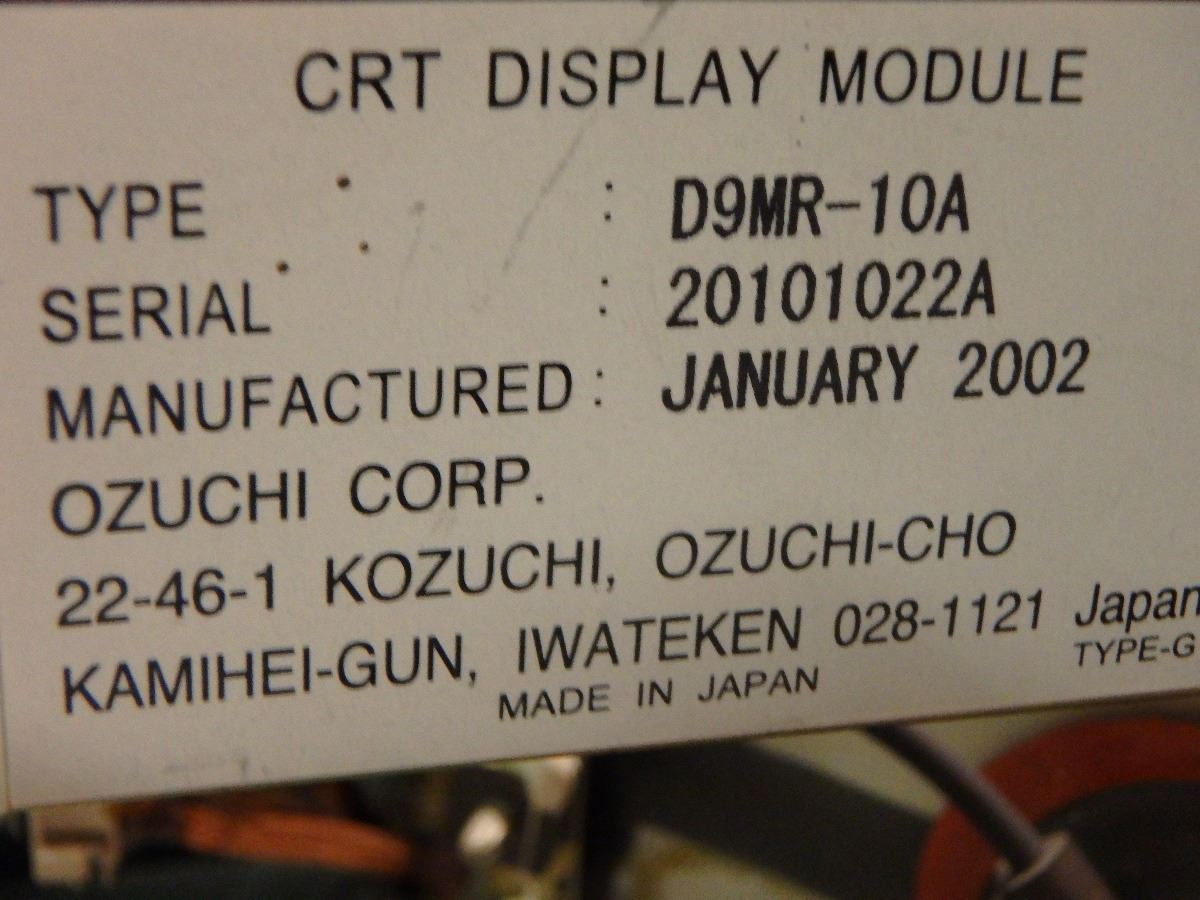 CRT DISPLAY MODULE
TYPE : D9MR-10A
SERIAL : 20101022A
MANUFACTURED : JANUARY 2002
OZUCHI CORP.
22-46-1 KOZUCHI, OZUCHI-CHO
KAMIHEI-GUN, IWATEKEN 028-1121 Japan
MADE IN JAPAN TYPE-G